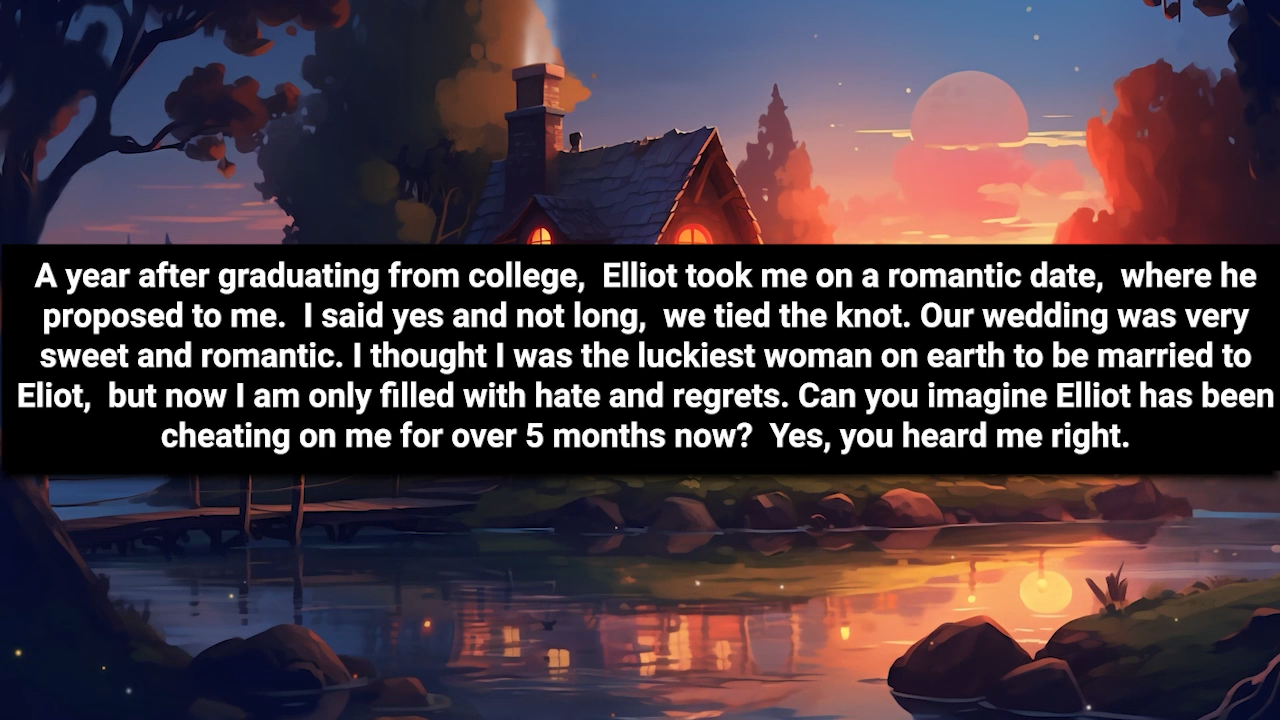 A year after graduating from college,  Elliot took me on a romantic date,  where he
proposed to me.  I said yes and not long,  we tied the knot. Our wedding was very
sweet and romantic. I thought I was the luckiest woman on earth to be married to
Eliot,  but now I am only filled with hate and regrets. Can you imagine Elliot has been
cheating on me for over 5 months now?  Yes, you heard me right.